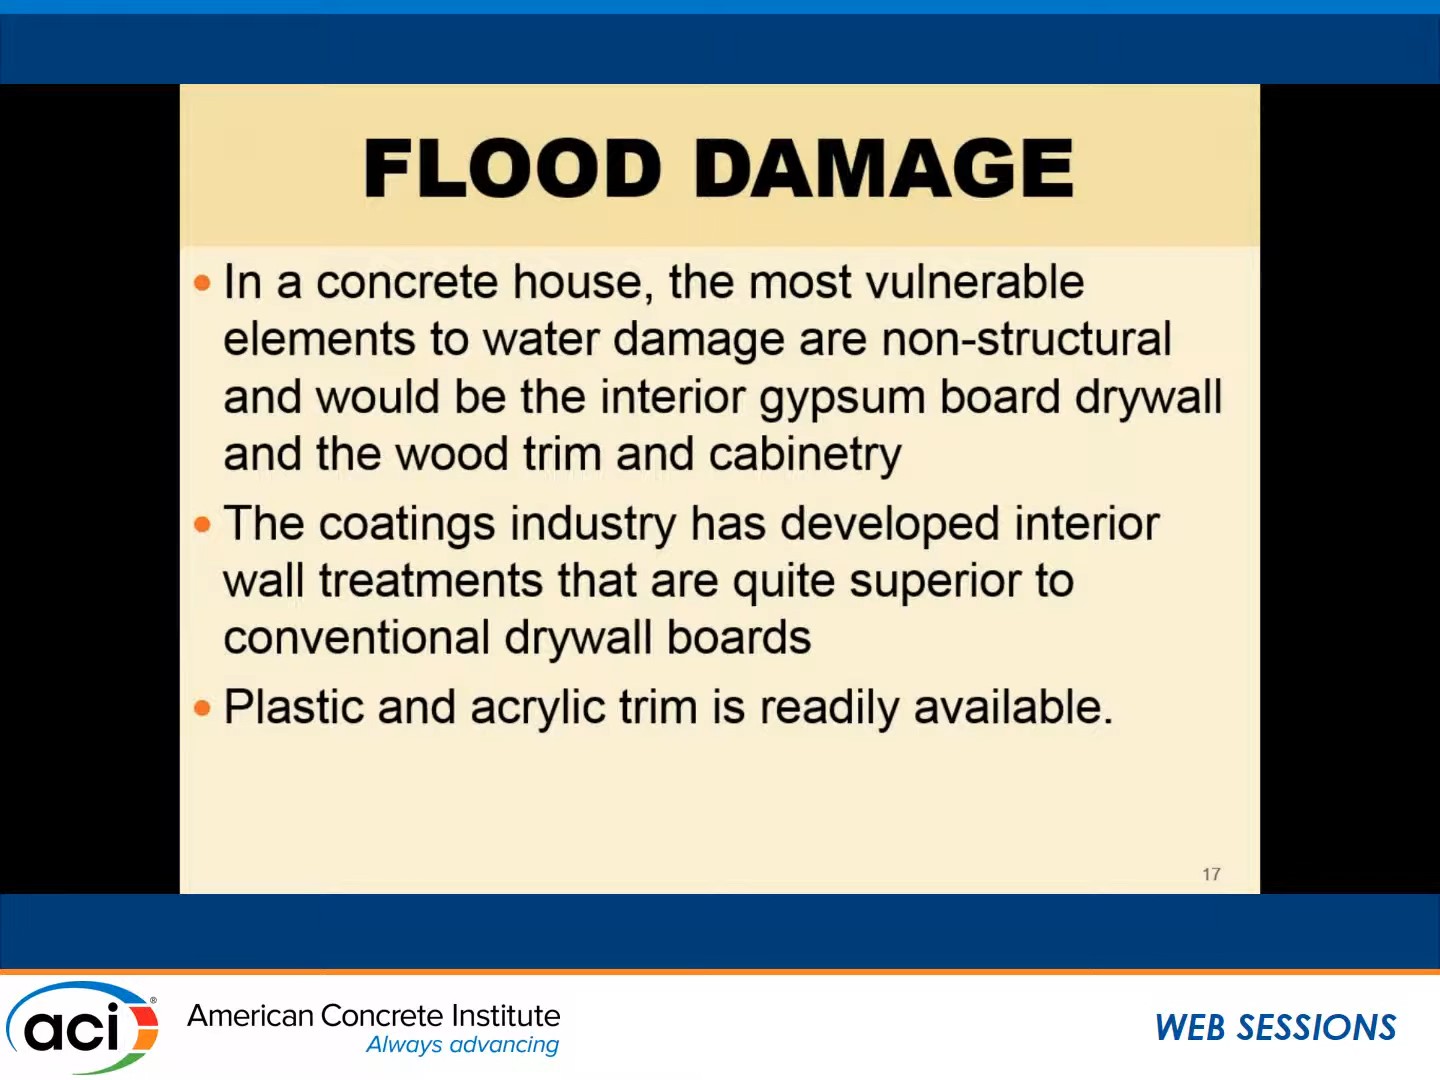 FLOOD DAMAGE
• In a concrete house, the most vulnerable
elements to water damage are non-structural
and would be the interior gypsum board drywall
and the wood trim and cabinetry
• The coatings industry has developed interior
wall treatments that are quite superior to
conventional drywall boards
• Plastic and acrylic trim is readily available.
17
aci®
American Concrete Institute
Always advancing
WEB SESSIONS